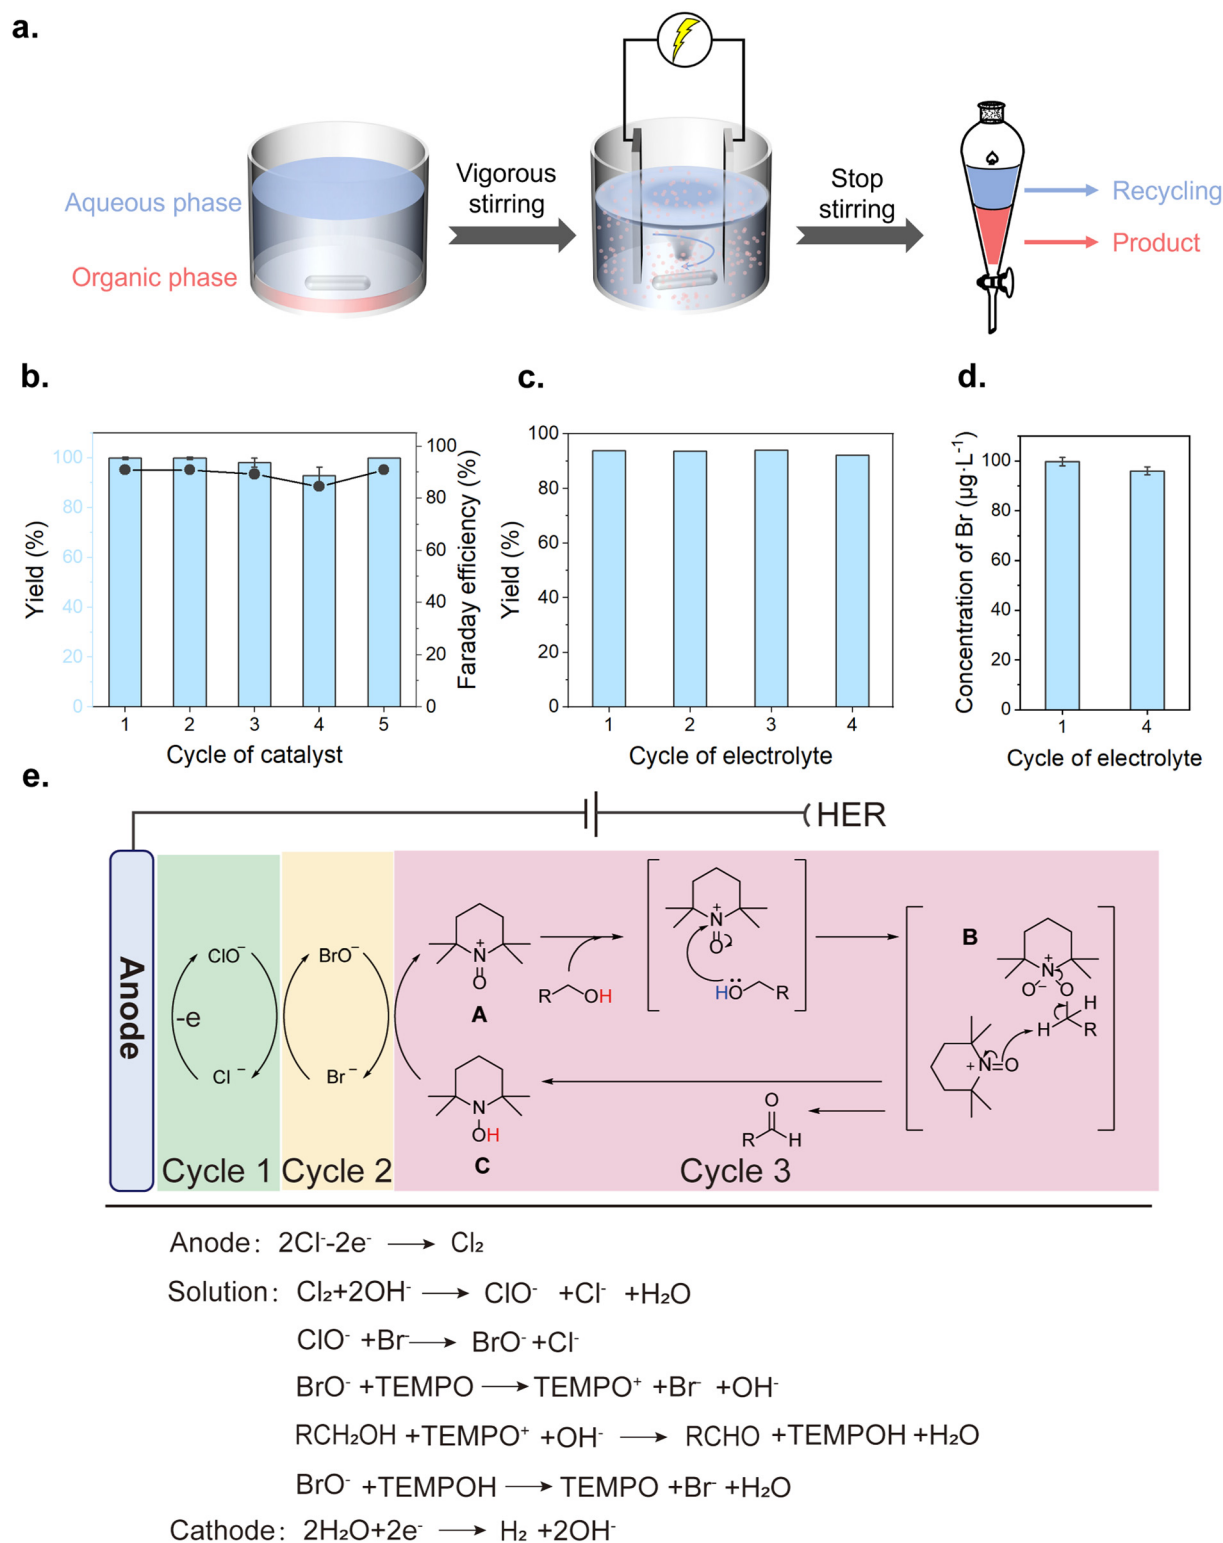 a.
Aqueous phase
Organic phase
Vigorous
stirring
Stop
stirring
Recycling
Product
b.
Yield (%)
100
80
60
40
20
0
100
80
60
40
20
0
Faraday efficiency (%)
1 2 3 4 5
Cycle of catalyst
c.
Yield (%)
100
80
60
40
20
0
1 2 3 4
Cycle of electrolyte
d.
Concentration of Br (µg·L⁻¹)
100
80
60
40
20
0
1 4
Cycle of electrolyte
e.
HER
Anode
ClO⁻
-e
Cl⁻
Cycle 1
BrO⁻
Br⁻
Cycle 2
N⁺
O
A
R OH
N⁺
O
HO R
B
N⁺
O⁻ O
H H
R
⁺N=O
N
OH
C
O
R H
Cycle 3
Anode: 2Cl⁻-2e⁻ → Cl₂
Solution: Cl₂+2OH⁻ → ClO⁻ +Cl⁻ +H₂O
ClO⁻ +Br⁻ → BrO⁻+Cl⁻
BrO⁻ +TEMPO → TEMPO⁺ +Br⁻ +OH⁻
RCH₂OH +TEMPO⁺ +OH⁻ → RCHO +TEMPOH +H₂O
BrO⁻ +TEMPOH → TEMPO +Br⁻ +H₂O
Cathode: 2H₂O+2e⁻ → H₂ +2OH⁻